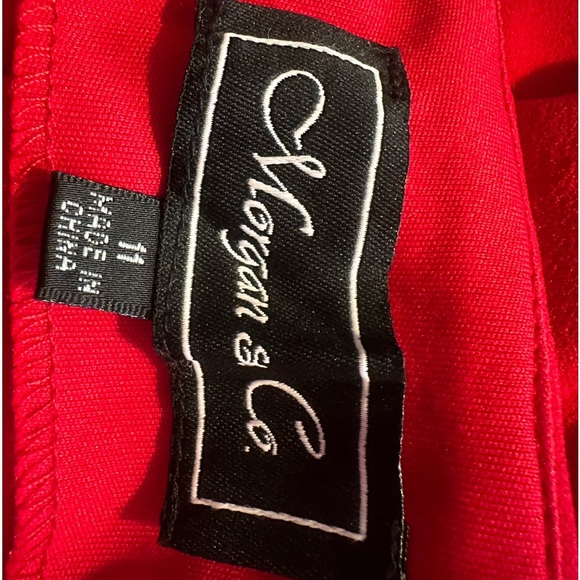 Morgan & Co.
11
MADE IN
CHINA